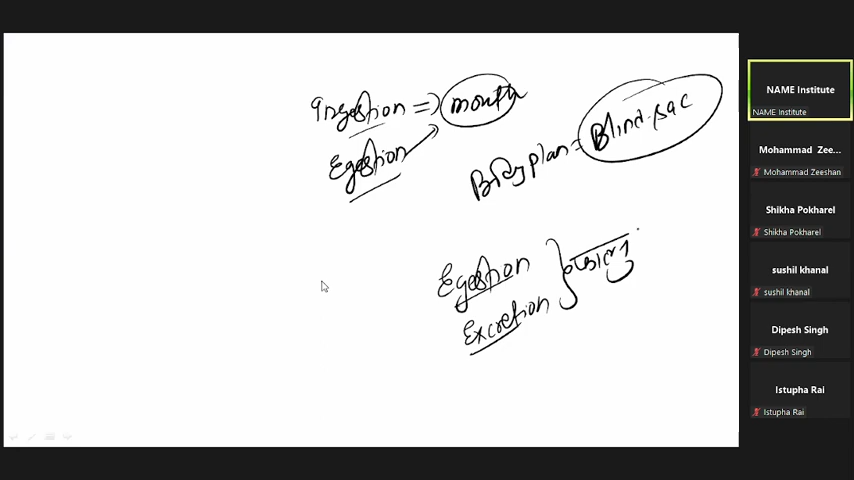 Ingestion => mouth
Egestion
Body plan = Blind-sac
Egestion
Excretion
NAME Institute
NAME Institute
Mohammad Zee...
Mohammad Zeeshan
Shikha Pokharel
Shikha Pokharel
sushil khanal
sushil khanal
Dipesh Singh
Dipesh Singh
Istupha Rai
Istupha Rai